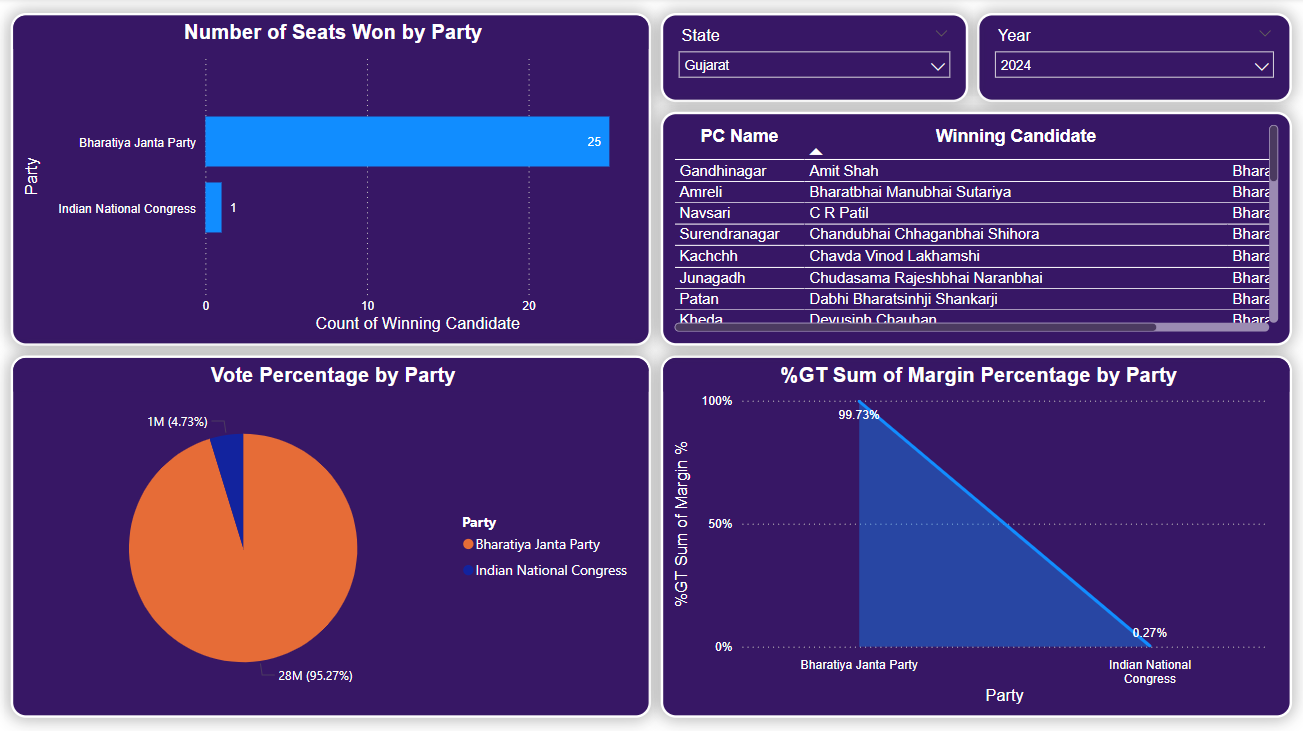 Number of Seats Won by Party
Party
Bharatiya Janta Party
25
Indian National Congress
1
0
10
20
Count of Winning Candidate
State
Gujarat
Year
2024
PC Name Winning Candidate
Gandhinagar Amit Shah Bhara
Amreli Bharatbhai Manubhai Sutariya Bhara
Navsari C R Patil Bhara
Surendranagar Chandubhai Chhaganbhai Shihora Bhara
Kachchh Chavda Vinod Lakhamshi Bhara
Junagadh Chudasama Rajeshbhai Naranbhai Bhara
Patan Dabhi Bharatsinhji Shankarji Bhara
Kheda Devusinh Chauhan Bhara
Vote Percentage by Party
1M (4.73%)
28M (95.27%)
Party
Bharatiya Janta Party
Indian National Congress
%GT Sum of Margin Percentage by Party
%GT Sum of Margin %
100%
50%
0%
99.73%
0.27%
Bharatiya Janta Party
Indian National
Congress
Party